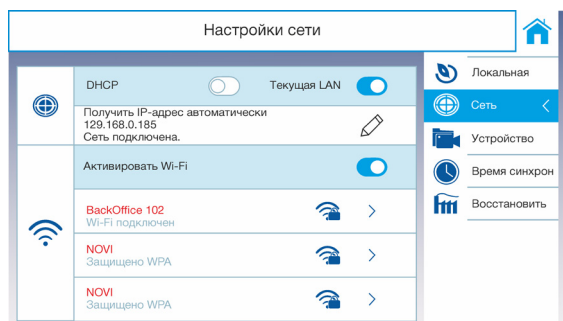 Настройки сети
DHCP
Текущая LAN
Получить IP-адрес автоматически
129.168.0.185
Сеть подключена.
Активировать Wi-Fi
BackOffice 102
Wi-Fi подключен
NOVI
Защищено WPA
NOVI
Защищено WPA
Локальная
Сеть
Устройство
Время синхрон
Восстановить